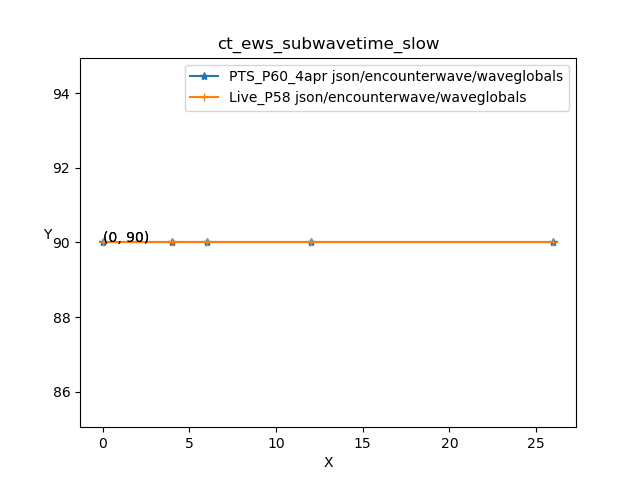 ct_ews_subwavetime_slow
PTS_P60_4apr json/encounterwave/waveglobals
Live_P58 json/encounterwave/waveglobals
94
92
Y
90
(0, 90)
88
86
0 5 10 15 20 25
X